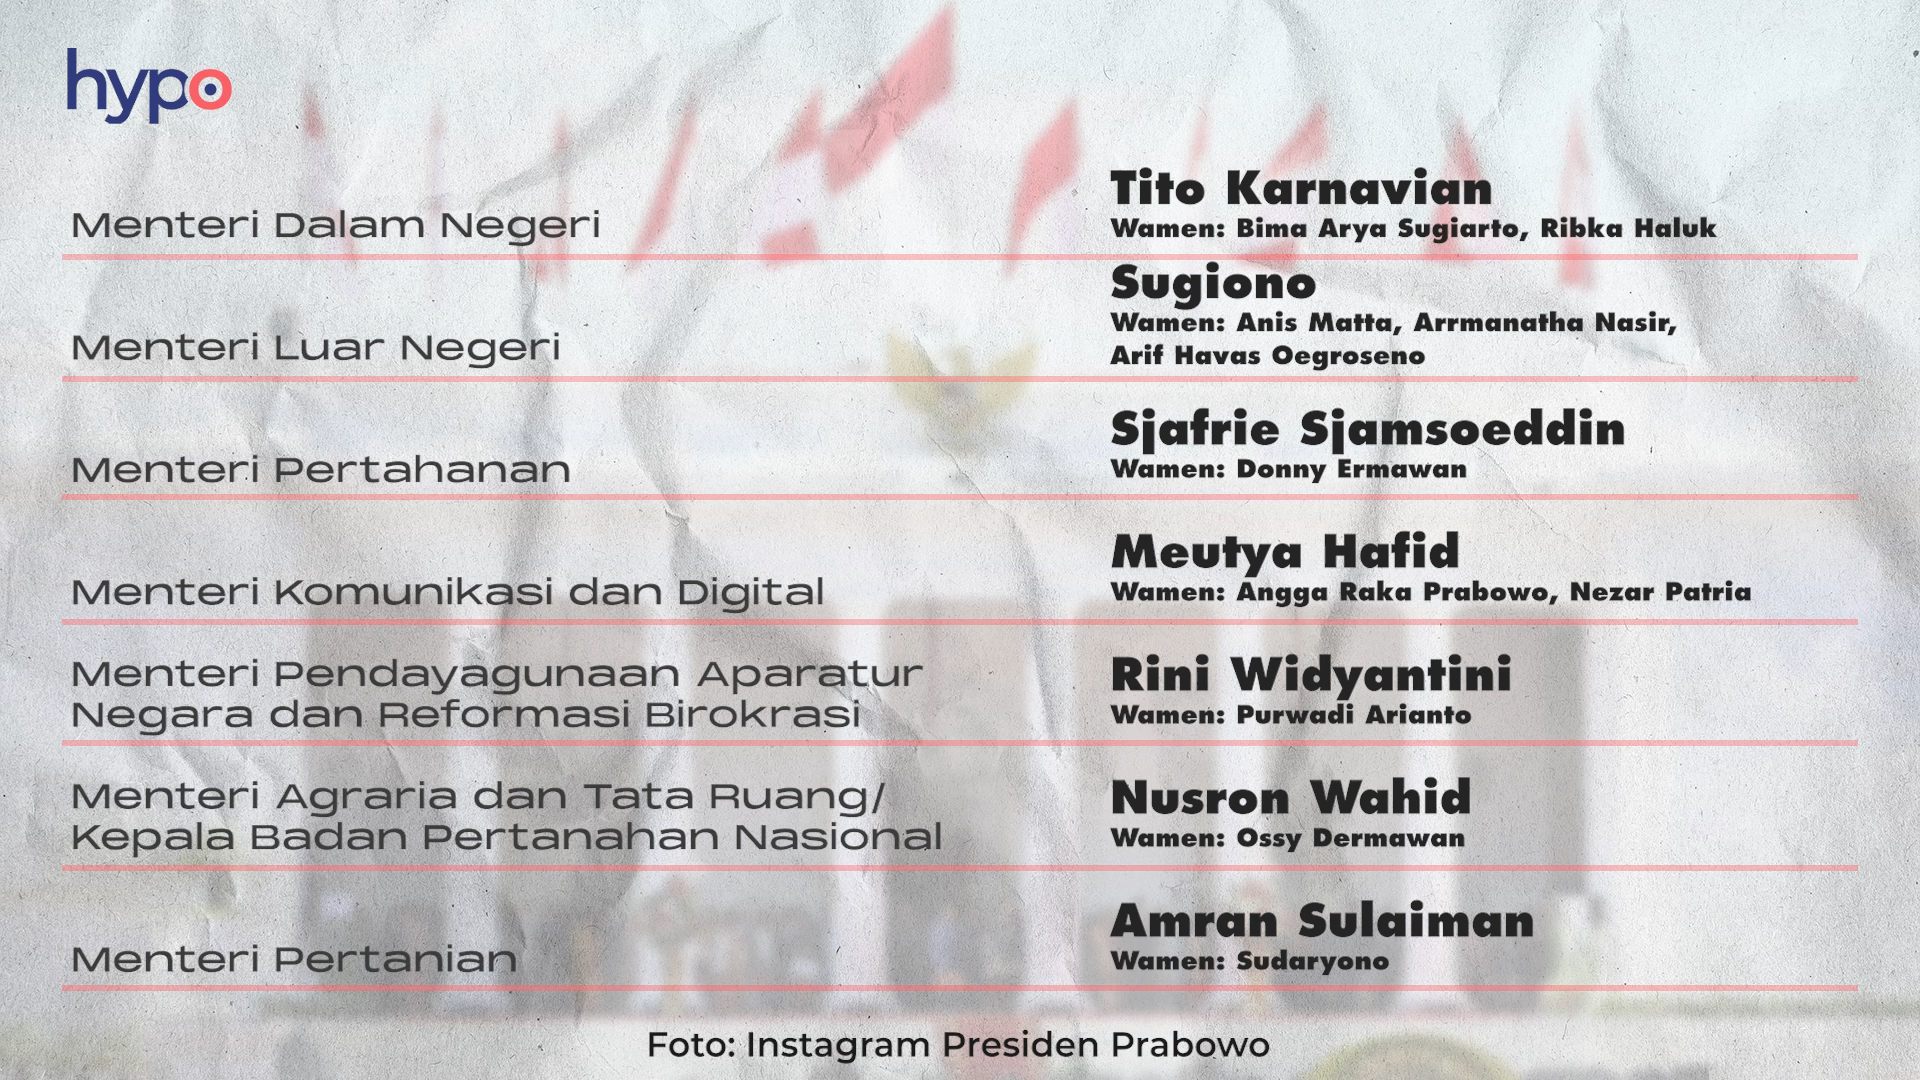 hypo
Menteri Dalam Negeri
Tito Karnavian
Wamen: Bima Arya Sugiarto, Ribka Haluk
Menteri Luar Negeri
Sugiono
Wamen: Anis Matta, Arrmanatha Nasir,
Arif Havas Oegroseno
Menteri Pertahanan
Sjafrie Sjamsoeddin
Wamen: Donny Ermawan
Menteri Komunikasi dan Digital
Meutya Hafid
Wamen: Angga Raka Prabowo, Nezar Patria
Menteri Pendayagunaan Aparatur
Negara dan Reformasi Birokrasi
Rini Widyantini
Wamen: Purwadi Arianto
Menteri Agraria dan Tata Ruang/
Kepala Badan Pertanahan Nasional
Nusron Wahid
Wamen: Ossy Dermawan
Menteri Pertanian
Amran Sulaiman
Wamen: Sudaryono
Foto: Instagram Presiden Prabowo